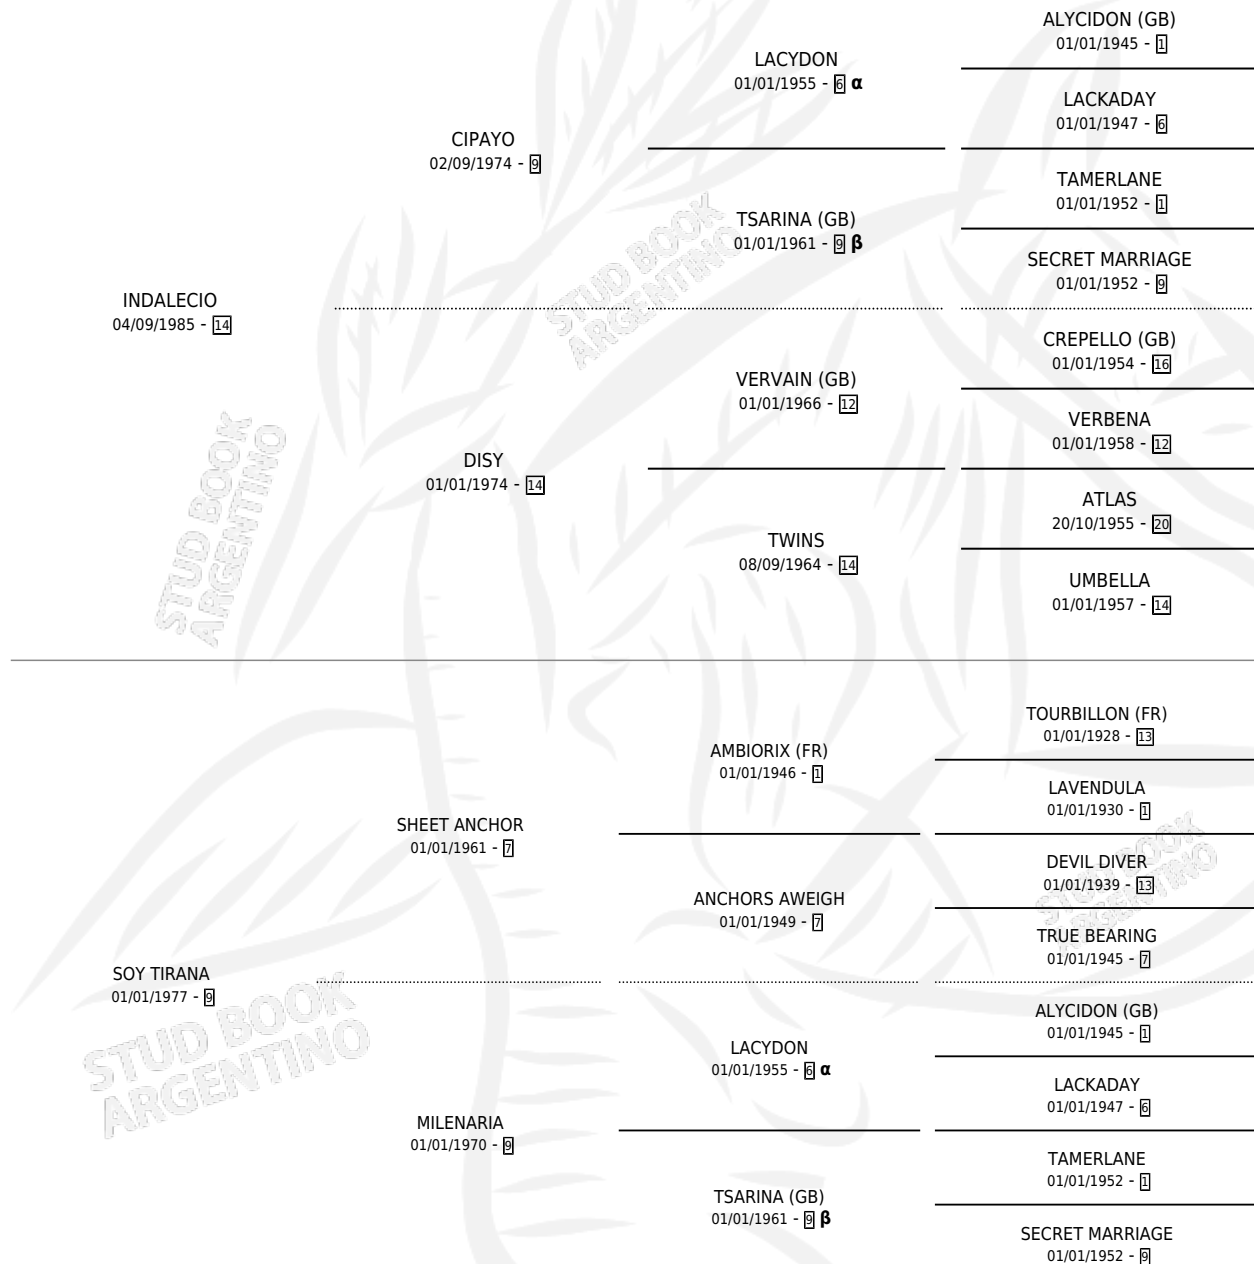 ALYCIDON (GB)
01/01/1945 - 1
LACYDON
01/01/1955 - 6 α
LACKADAY
01/01/1947 - 6
CIPAYO
02/09/1974 - 9
TAMERLANE
01/01/1952 - 1
TSARINA (GB)
01/01/1961 - 9 β
SECRET MARRIAGE
01/01/1952 - 9
INDALECIO
04/09/1985 - 14
CREPELLO (GB)
01/01/1954 - 16
VERVAIN (GB)
01/01/1966 - 12
VERBENA
01/01/1958 - 12
DISY
01/01/1974 - 14
ATLAS
20/10/1955 - 20
TWINS
08/09/1964 - 14
UMBELLA
01/01/1957 - 14
TOURBILLON (FR)
01/01/1928 - 13
AMBIORIX (FR)
01/01/1946 - 1
LAVENDULA
01/01/1930 - 1
SHEET ANCHOR
01/01/1961 - 7
DEVIL DIVER
01/01/1939 - 13
ANCHORS AWEIGH
01/01/1949 - 7
TRUE BEARING
01/01/1945 - 7
SOY TIRANA
01/01/1977 - 9
ALYCIDON (GB)
01/01/1945 - 1
LACYDON
01/01/1955 - 6 α
LACKADAY
01/01/1947 - 6
MILENARIA
01/01/1970 - 9
TAMERLANE
01/01/1952 - 1
TSARINA (GB)
01/01/1961 - 9 β
SECRET MARRIAGE
01/01/1952 - 9
STUD BOOK
ARGENTINO
STUD BOOK
ARGENTINO
STUD BOOK
ARGENTINO
STUD BOOK
ARGENTINO